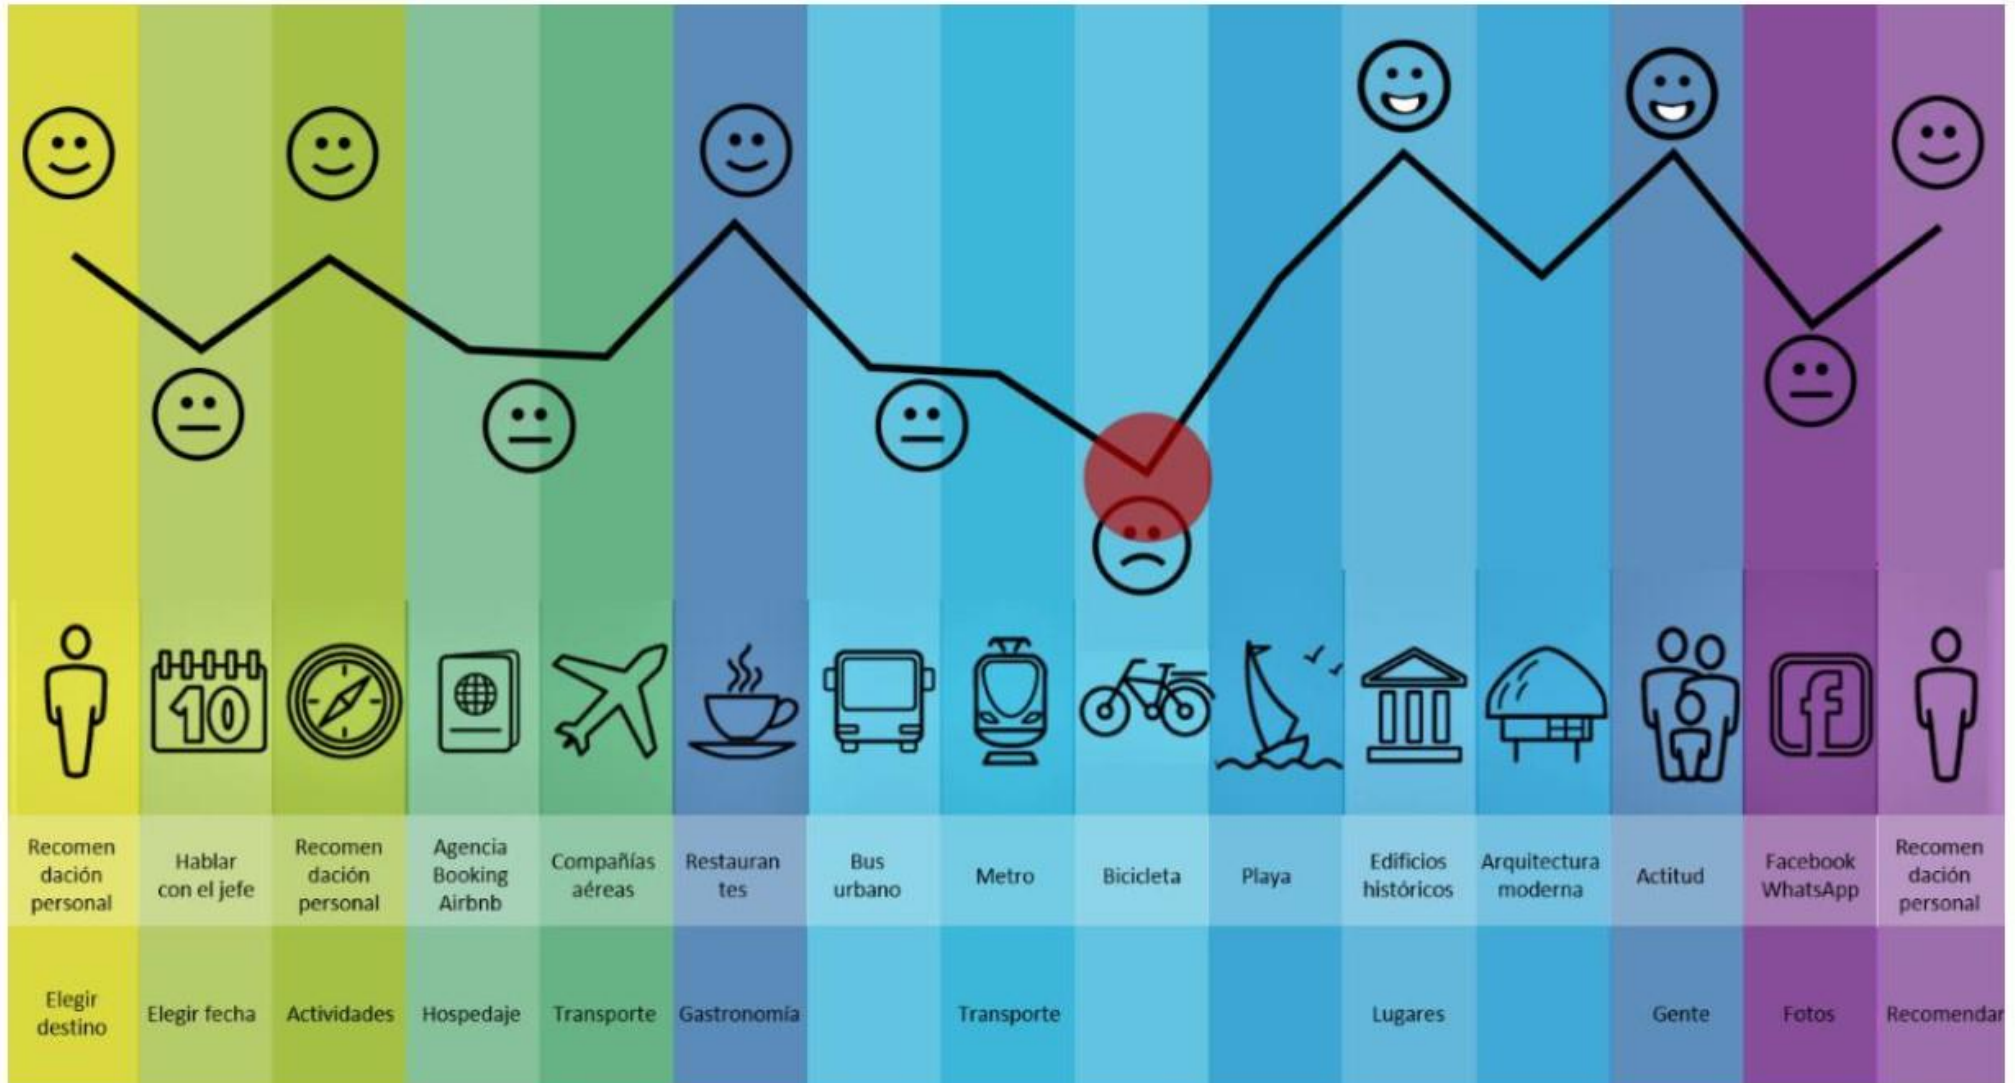 10
f
Recomen
dación
personal
Hablar
con el jefe
Recomen
dación
personal
Agencia
Booking
Airbnb
Compañías
aéreas
Restauran
tes
Bus
urbano
Metro
Bicicleta
Playa
Edificios
históricos
Arquitectura
moderna
Actitud
Facebook
WhatsApp
Recomen
dación
personal
Elegir
destino
Elegir fecha
Actividades
Hospedaje
Transporte
Gastronomía
Transporte
Lugares
Gente
Fotos
Recomendar